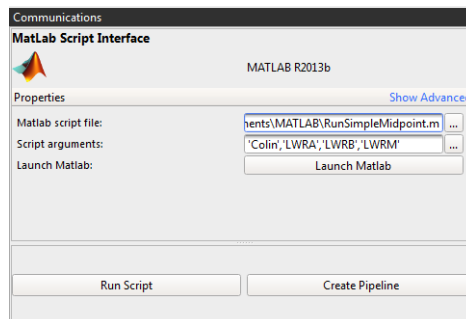 Communications
MatLab Script Interface
MATLAB R2013b
Properties Show Advanced
Matlab script file: nents\MATLAB\RunSimpleMidpoint.m ...
Script arguments: 'Colin','LWRA','LWRB','LWRM' ...
Launch Matlab: Launch Matlab
Run Script Create Pipeline